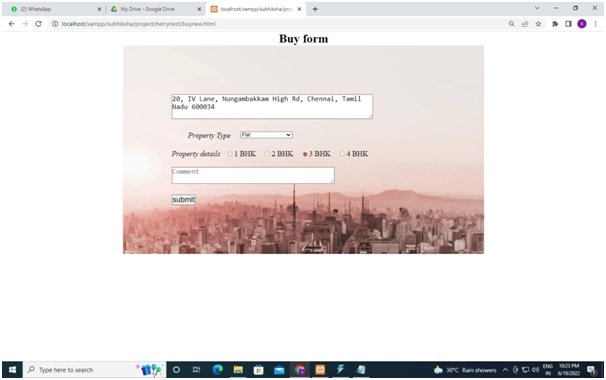 (2) WhatsApp
My Drive - Google Drive
localhost/xampp/subhiksha/proj
localhost/xampp/subhiksha/projectcherrynest/buynew.html
Buy form
20, IV Lane, Nungambakkam High Rd, Chennai, Tamil
Nadu 600034
Property Type Flat
Property details 1 BHK 2 BHK 3 BHK 4 BHK
Comment
submit
Type here to search
30°C Rain showers
ENG
IN
10:23 PM
6/19/2022